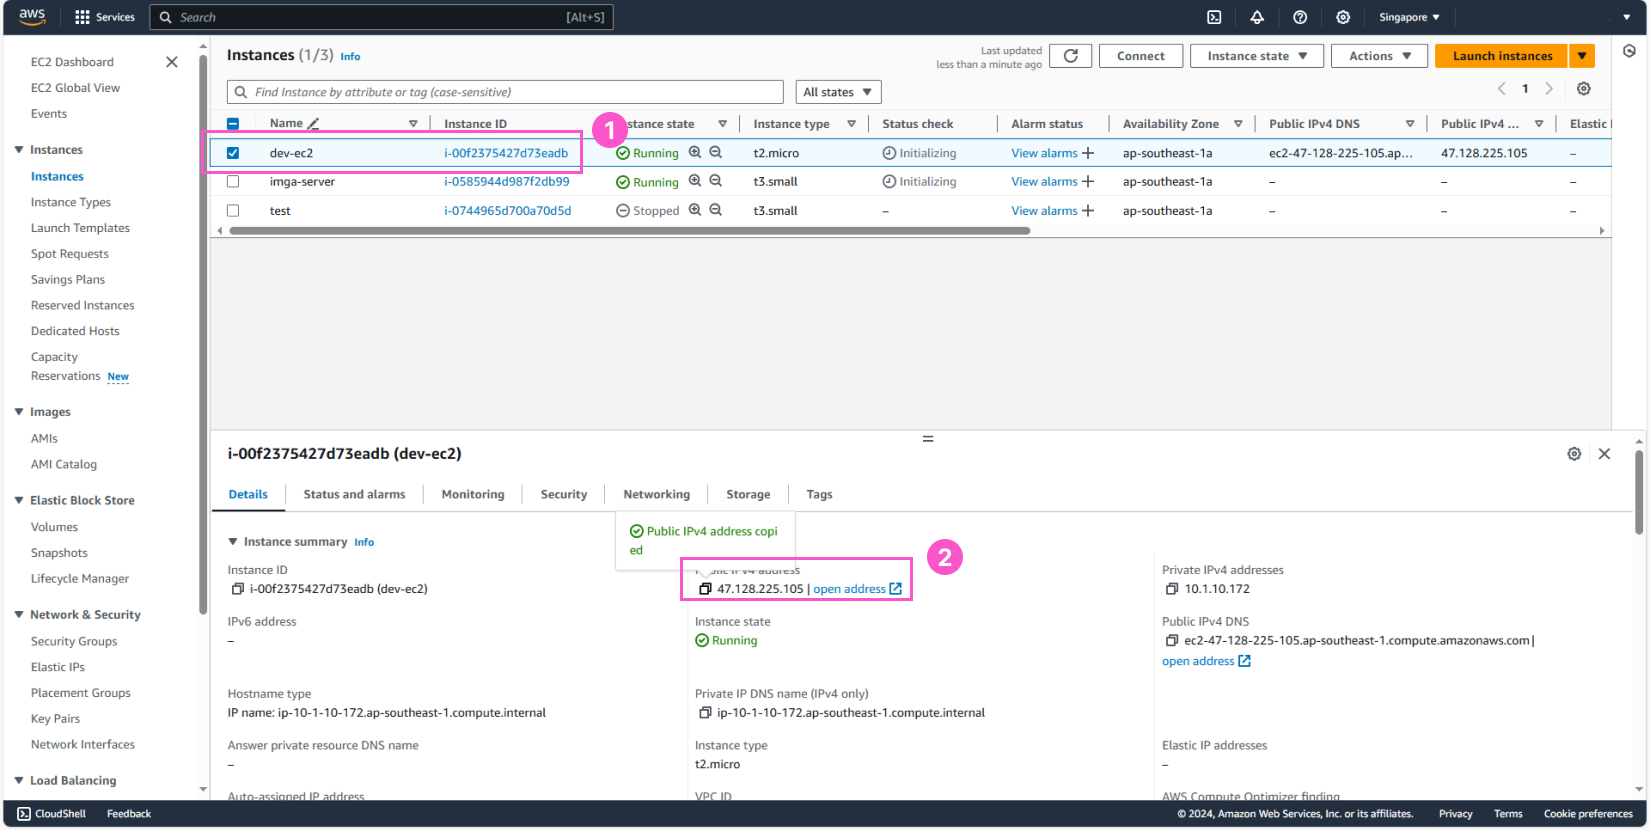 aws
Services
Search [Alt+S]
Singapore
EC2 Dashboard
EC2 Global View
Events
Instances
Instances
Instance Types
Launch Templates
Spot Requests
Savings Plans
Reserved Instances
Dedicated Hosts
Capacity
Reservations New
Images
AMIs
AMI Catalog
Elastic Block Store
Volumes
Snapshots
Lifecycle Manager
Network & Security
Security Groups
Elastic IPs
Placement Groups
Key Pairs
Network Interfaces
Load Balancing
Instances (1/3) Info
Last updated
less than a minute ago
Connect
Instance state
Actions
Launch instances
Find Instance by attribute or tag (case-sensitive)
All states
1
Name Instance ID 1 stance state Instance type Status check Alarm status Availability Zone Public IPv4 DNS Public IPv4 ... Elastic I
dev-ec2 i-00f2375427d73eadb Running t2.micro Initializing View alarms + ap-southeast-1a ec2-47-128-225-105.ap... 47.128.225.105 –
imga-server i-0585944d987f2db99 Running t3.small Initializing View alarms + ap-southeast-1a – – –
test i-0744965d700a70d5d Stopped t3.small – View alarms + ap-southeast-1a – – –
i-00f2375427d73eadb (dev-ec2)
Details Status and alarms Monitoring Security Networking Storage Tags
Public IPv4 address copi
ed
Instance summary Info
2
Instance ID
i-00f2375427d73eadb (dev-ec2)
Public IPv4 address
47.128.225.105 | open address
Private IPv4 addresses
10.1.10.172
IPv6 address
–
Instance state
Running
Public IPv4 DNS
ec2-47-128-225-105.ap-southeast-1.compute.amazonaws.com |
open address
Hostname type
IP name: ip-10-1-10-172.ap-southeast-1.compute.internal
Private IP DNS name (IPv4 only)
ip-10-1-10-172.ap-southeast-1.compute.internal
Answer private resource DNS name
–
Instance type
t2.micro
Elastic IP addresses
–
Auto-assigned IP address
VPC ID
AWS Compute Optimizer finding
CloudShell Feedback
© 2024, Amazon Web Services, Inc. or its affiliates. Privacy Terms Cookie preferences